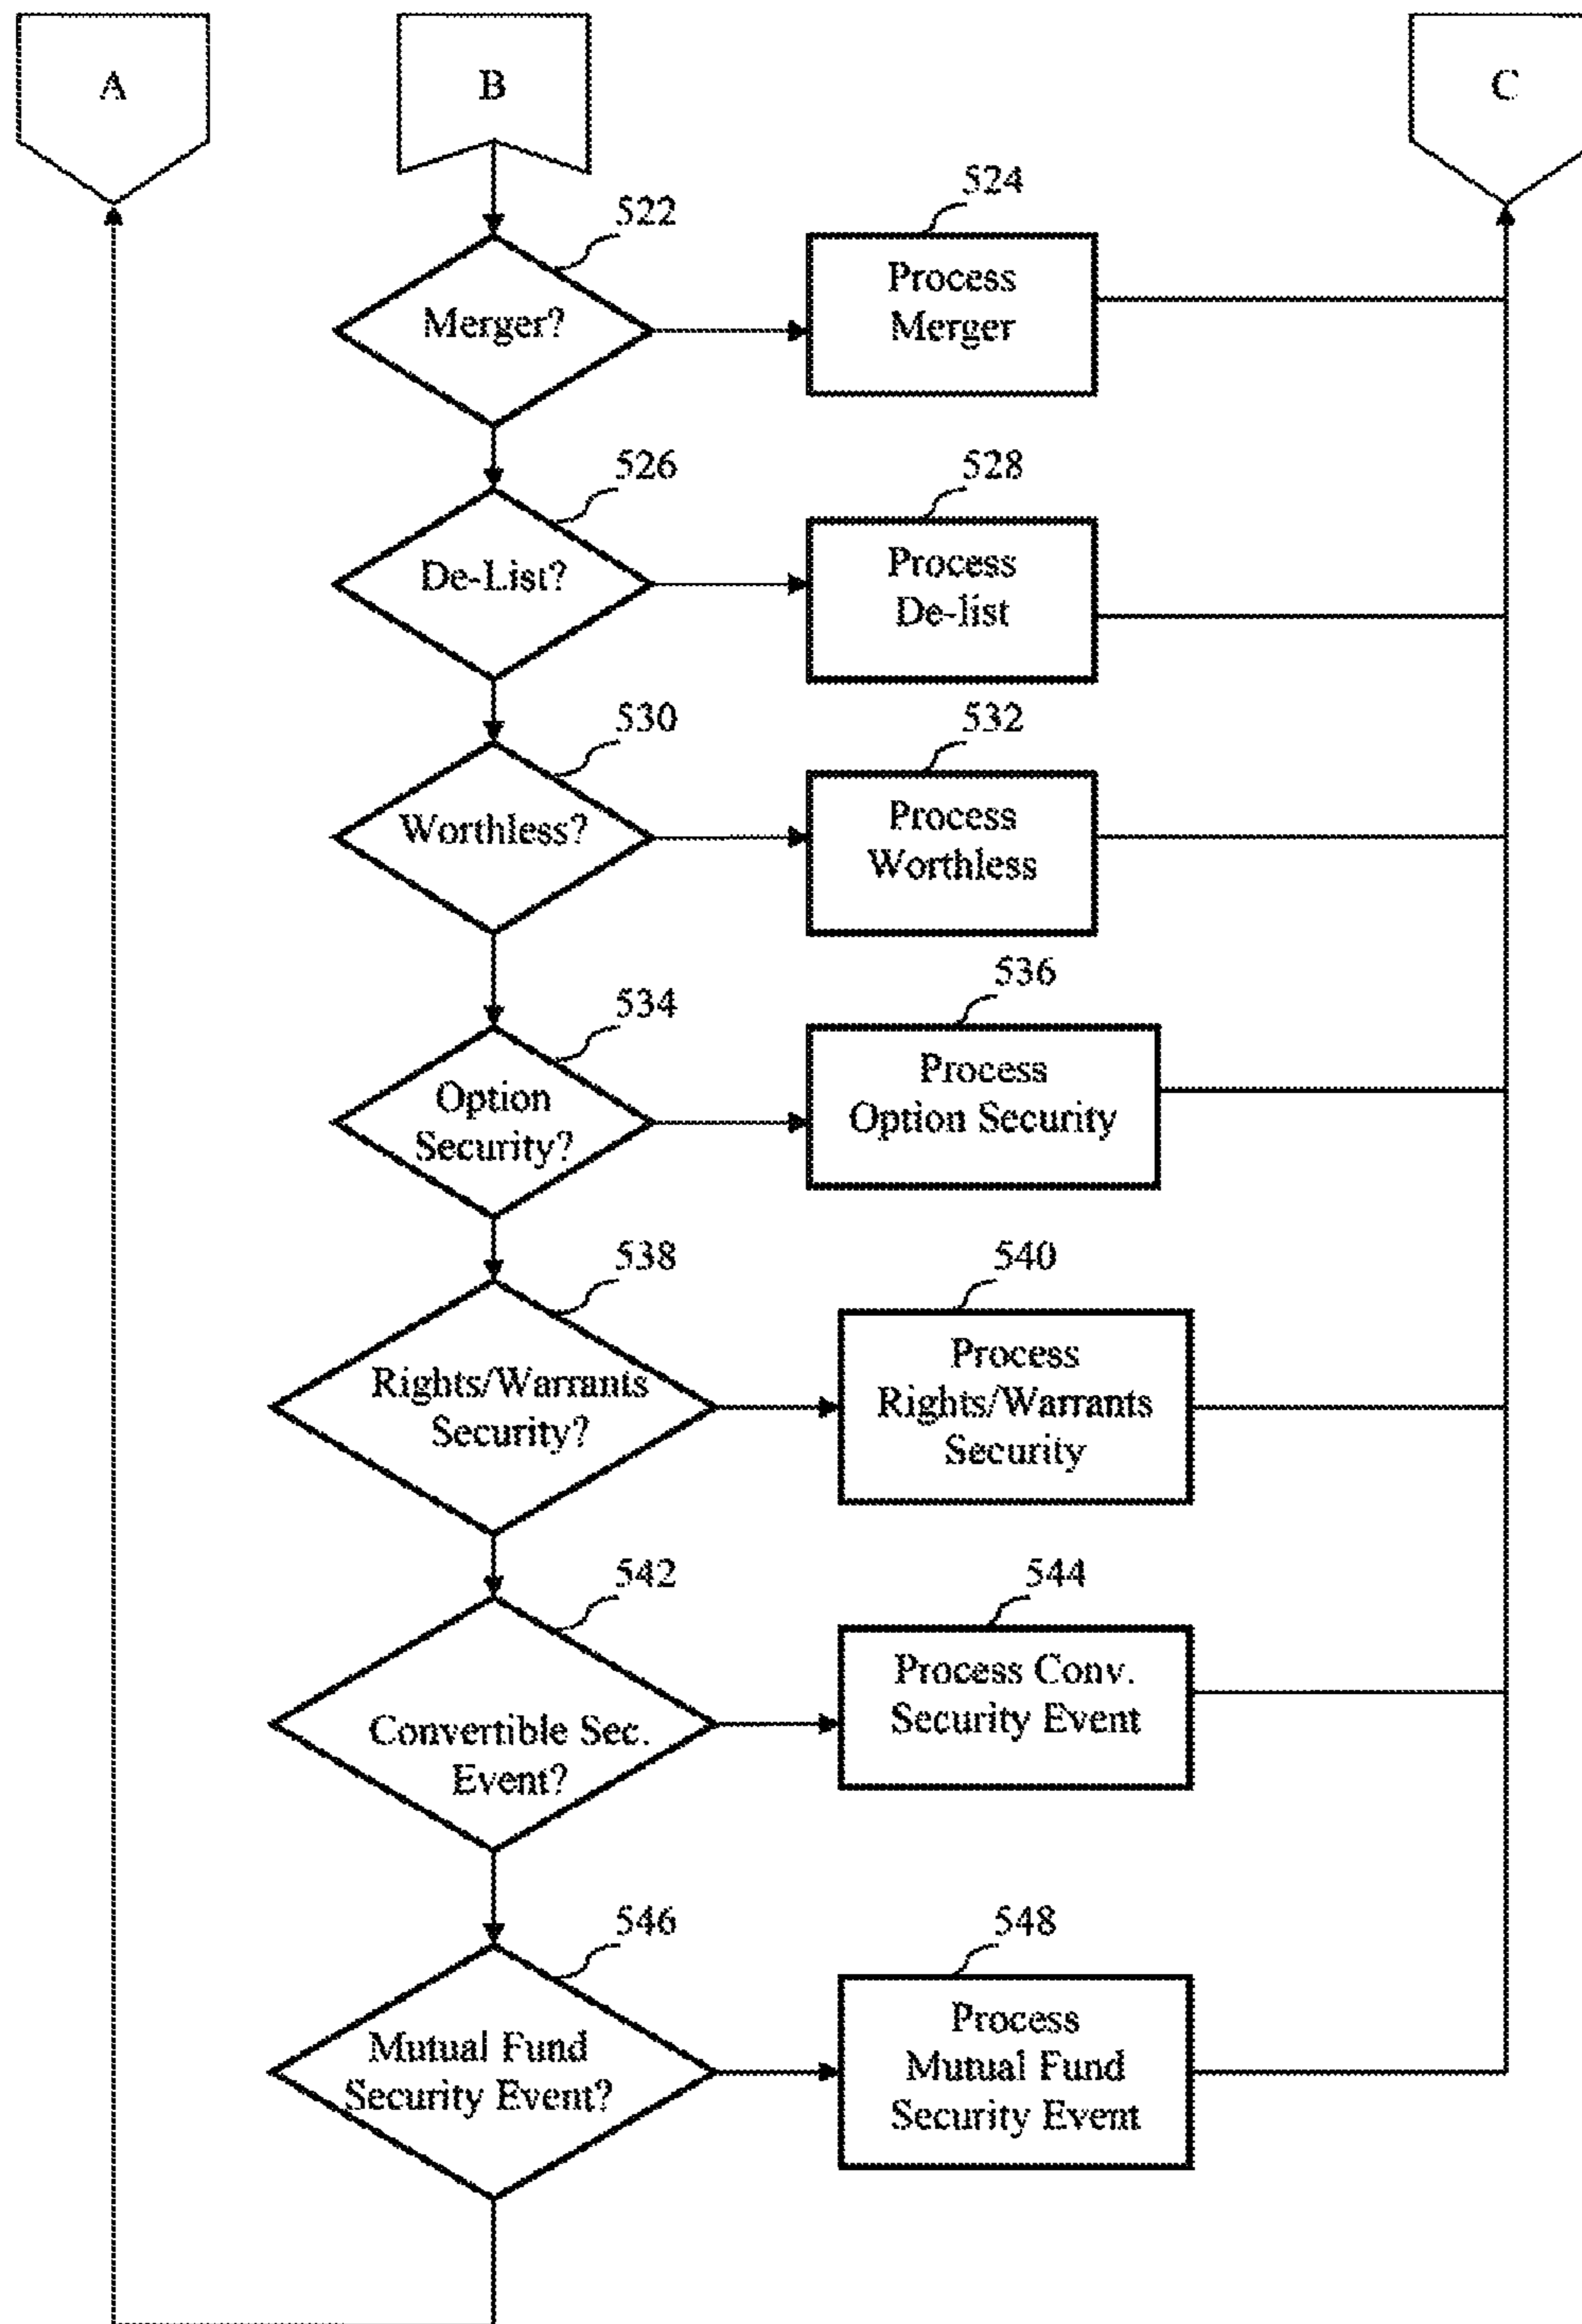 A
B
C
522
Merger?
524
Process
Merger
526
De-List?
528
Process
De-list
530
Worthless?
532
Process
Worthless
534
Option
Security?
536
Process
Option Security
538
Rights/Warrants
Security?
540
Process
Rights/Warrants
Security
542
Convertible Sec.
Event?
544
Process Conv.
Security Event
546
Mutual Fund
Security Event?
548
Process
Mutual Fund
Security Event